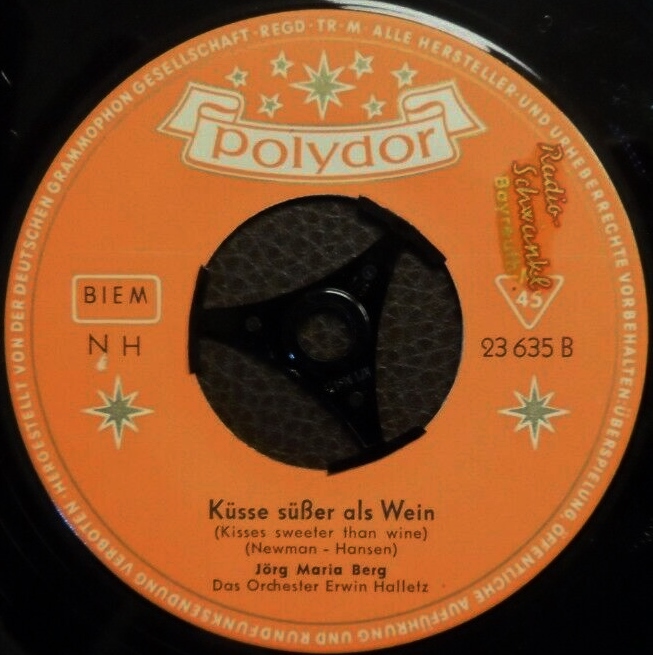 HERGESTELLT VON DER DEUTSCHEN GRAMMOPHON GESELLSCHAFT · REGD · TR · M · ALLE HERSTELLER- UND URHEBERRECHTE VORBEHALTEN · ÜBERSPIELUNG ÖFFENTLICHE AUFFÜHRUNG UND RUNDFUNKSENDUNG VERBOTEN
polydor
Radio-
Schwankl
Bayreuth
BIEM
45
NH
23 635 B
Küsse süßer als Wein
(Kisses sweeter than wine)
(Newman - Hansen)
Jörg Maria Berg
Das Orchester Erwin Halletz